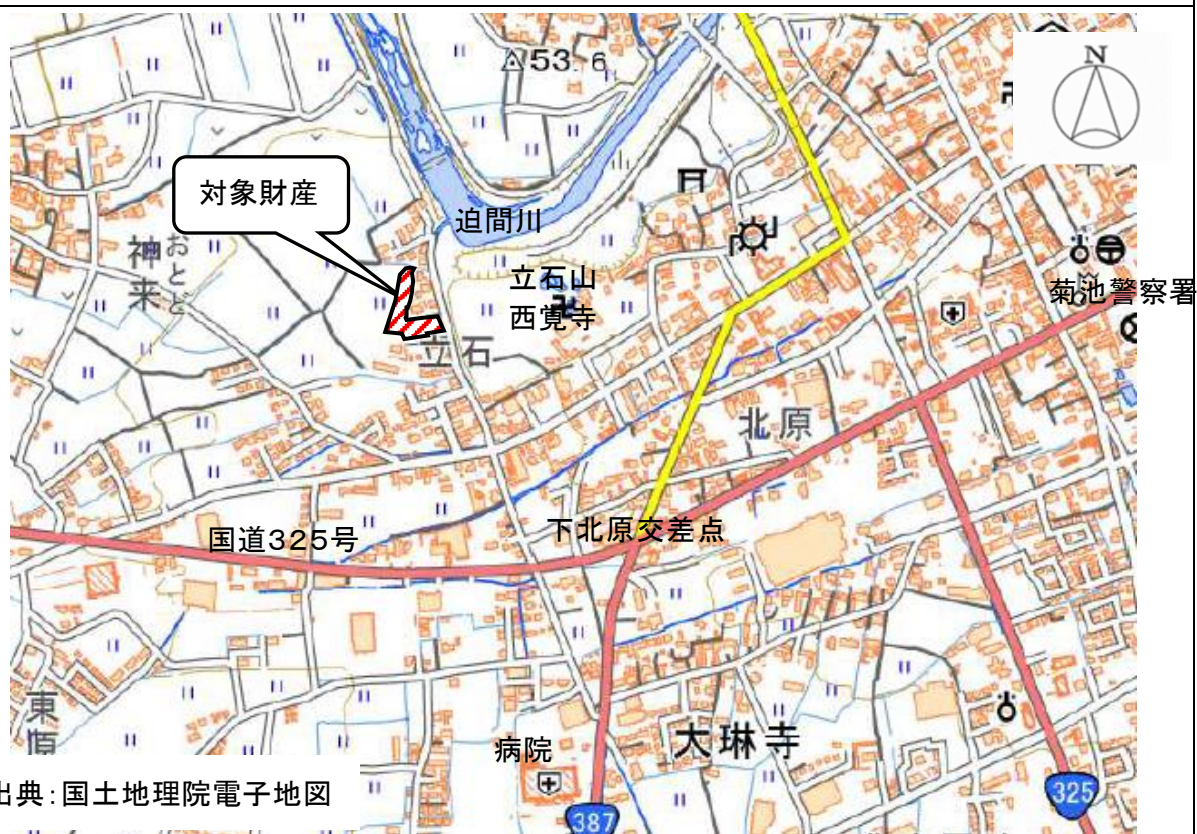 53.6
N
対象財産
迫間川
おとど
神来
立石山
西覚寺
菊池警察署
立石
北原
国道325号
下北原交差点
東原
病院
大琳寺
出典:国土地理院電子地図
387
325